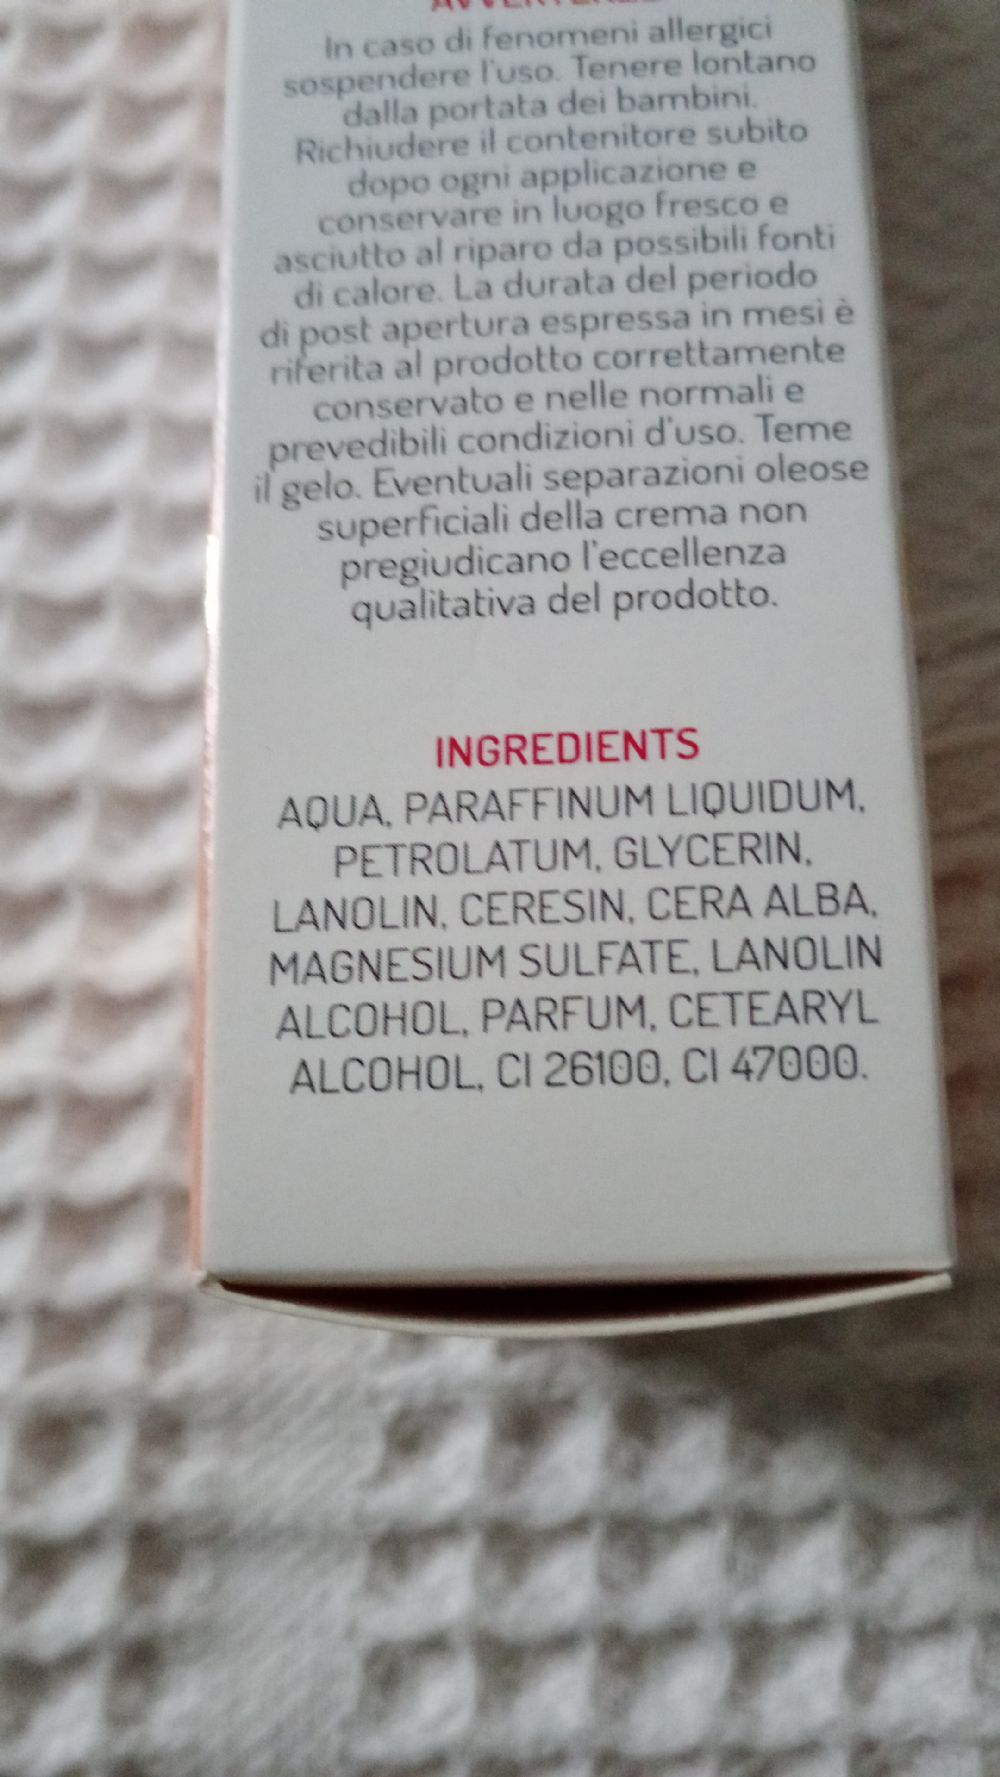 AVVERTENZE
In caso di fenomeni allergici
sospendere l'uso. Tenere lontano
dalla portata dei bambini.
Richiudere il contenitore subito
dopo ogni applicazione e
conservare in luogo fresco e
asciutto al riparo da possibili fonti
di calore. La durata del periodo
di post apertura espressa in mesi è
riferita al prodotto correttamente
conservato e nelle normali e
prevedibili condizioni d'uso. Teme
il gelo. Eventuali separazioni oleose
superficiali della crema non
pregiudicano l'eccellenza
qualitativa del prodotto.
INGREDIENTS
AQUA, PARAFFINUM LIQUIDUM,
PETROLATUM, GLYCERIN,
LANOLIN, CERESIN, CERA ALBA,
MAGNESIUM SULFATE, LANOLIN
ALCOHOL, PARFUM, CETEARYL
ALCOHOL, CI 26100, CI 47000.